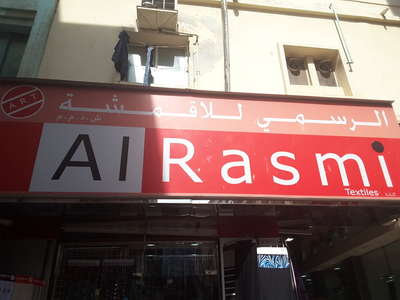 ART
الرسمي للاقمشة
ش.ذ.م.م
Al Rasmi
Textiles L.L.C